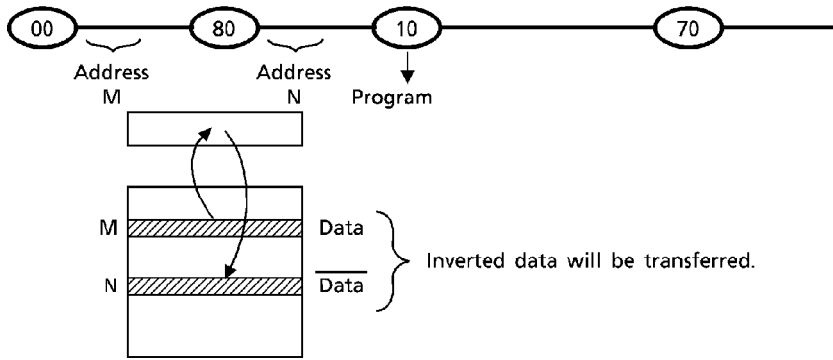 00 80 10 70
Address Address
M N Program
M Data
Inverted data will be transferred.
N Data